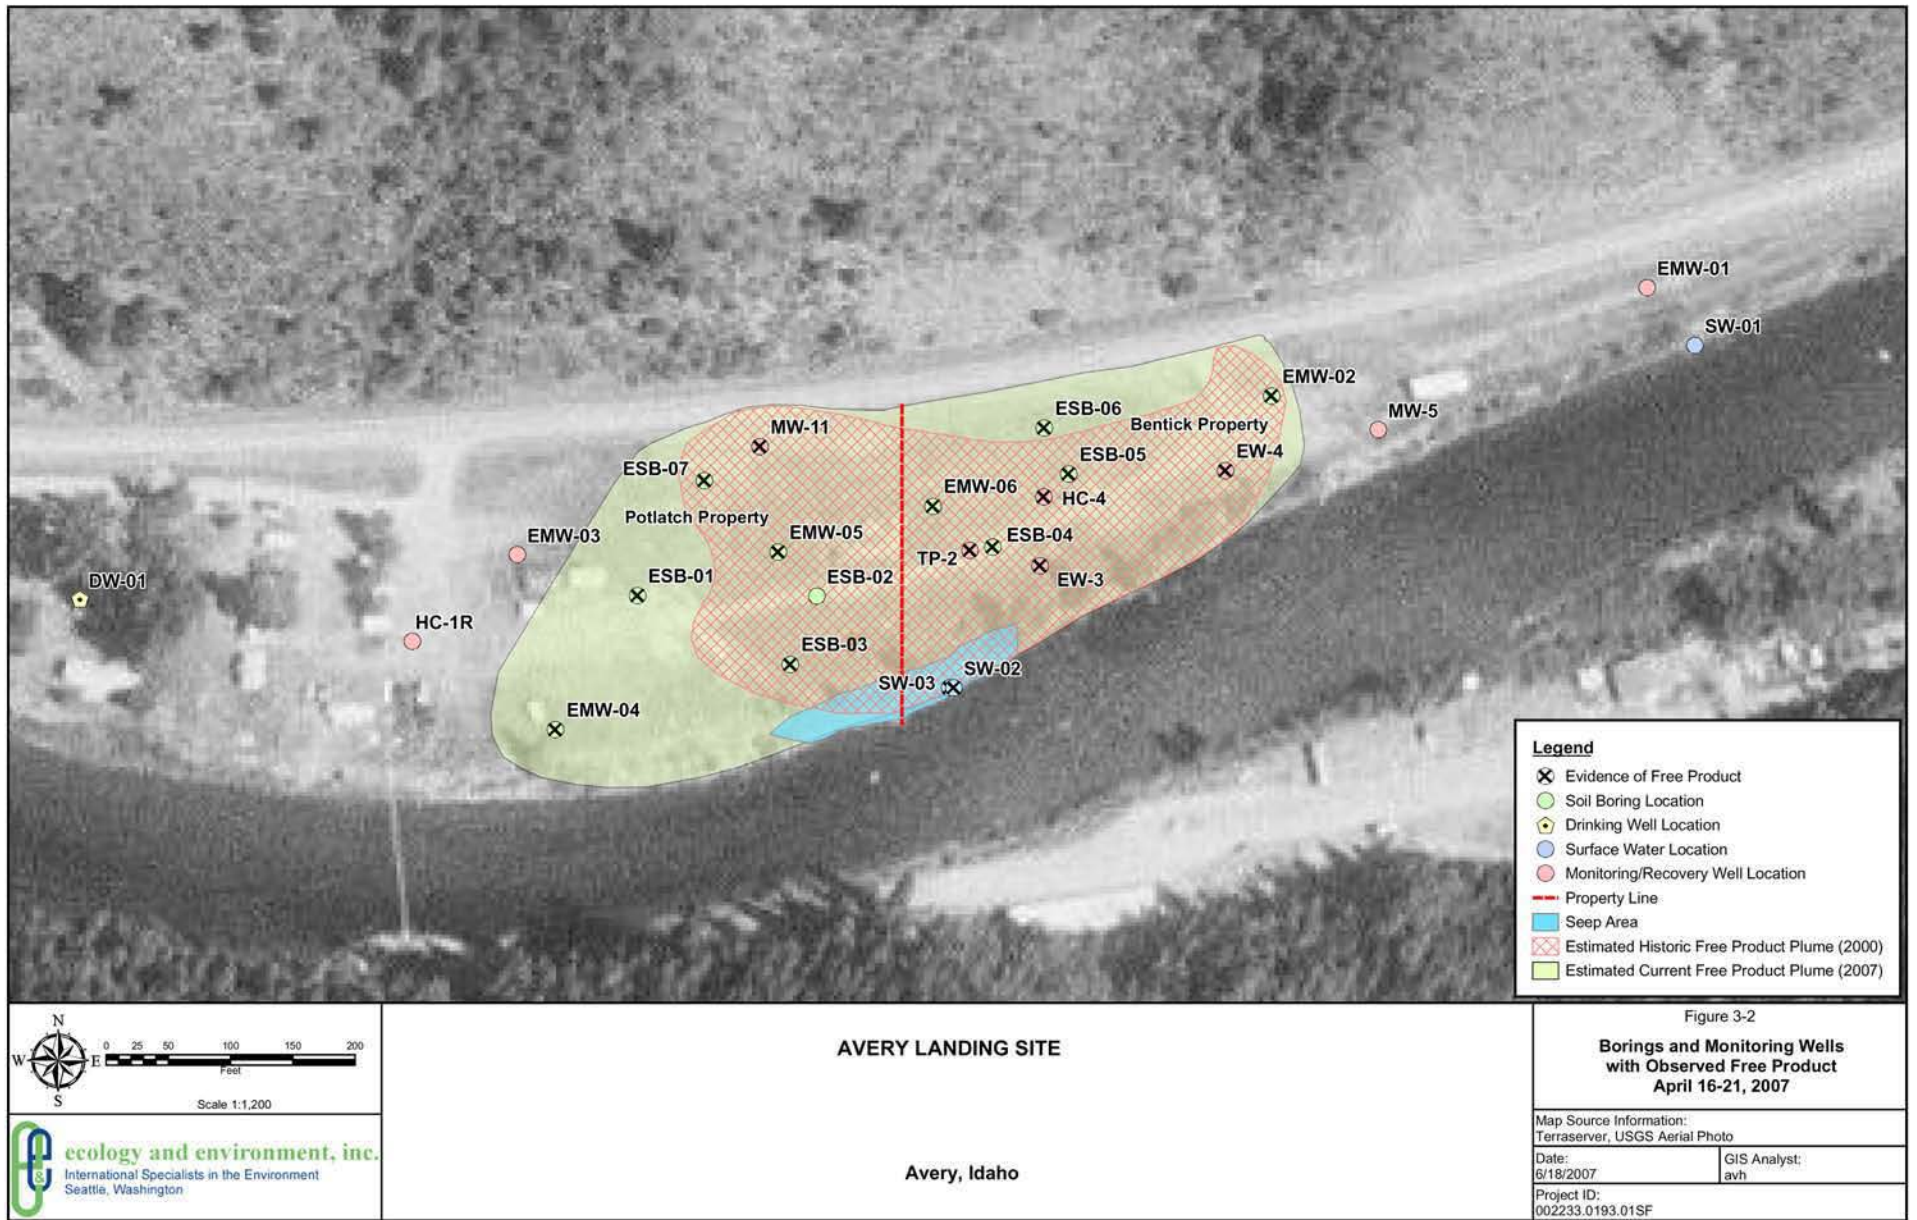 EMW-01
SW-01
EMW-02
MW-5
ESB-06
Bentick Property
MW-11
EW-4
ESB-05
ESB-07
EMW-06
HC-4
Potlatch Property
EMW-05
ESB-04
EMW-03
TP-2
DW-01
ESB-01
ESB-02
EW-3
HC-1R
ESB-03
SW-02
SW-03
EMW-04
Legend
Evidence of Free Product
Soil Boring Location
Drinking Well Location
Surface Water Location
Monitoring/Recovery Well Location
Property Line
Seep Area
Estimated Historic Free Product Plume (2000)
Estimated Current Free Product Plume (2007)
N
W E
S
0 25 50 100 150 200
Feet
Scale 1:1,200
ecology and environment, inc.
International Specialists in the Environment
Seattle, Washington
AVERY LANDING SITE
Avery, Idaho
Figure 3-2
Borings and Monitoring Wells
with Observed Free Product
April 16-21, 2007
Map Source Information:
Terraserver, USGS Aerial Photo
Date:
6/18/2007
GIS Analyst:
avh
Project ID:
002233.0193.01SF